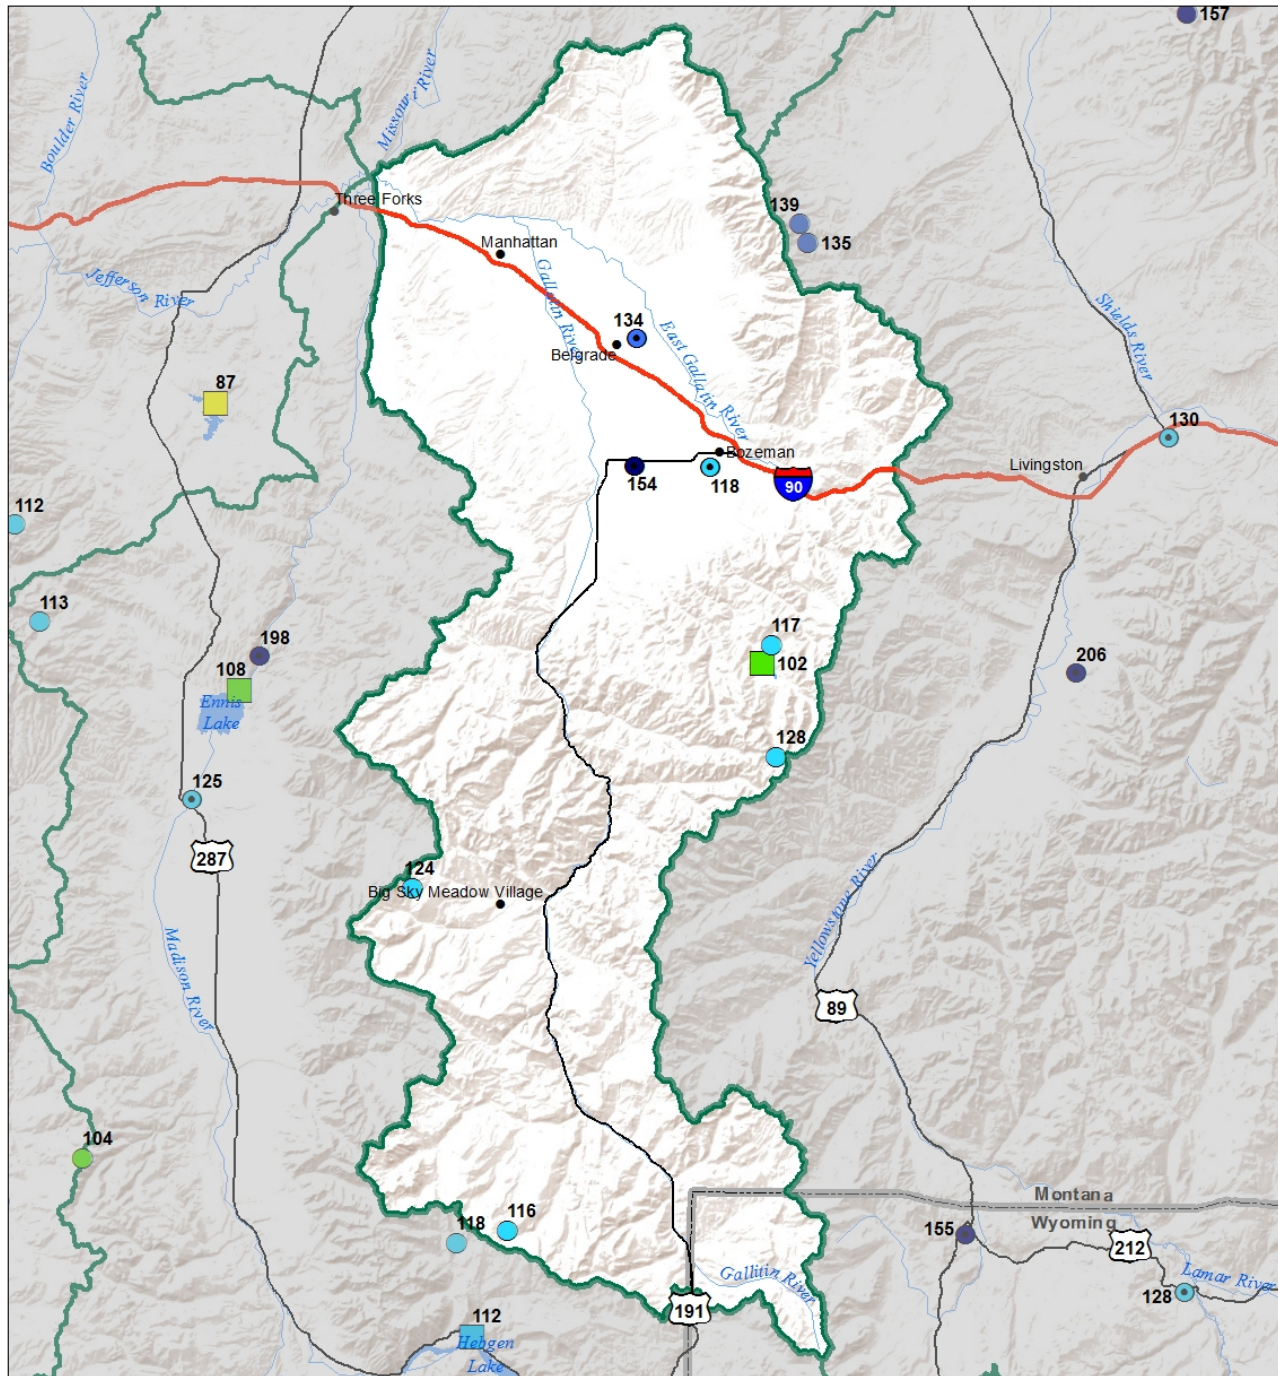 157
Boulder River
Missouri River
Three Forks
139
135
Manhattan
Jefferson River
Gallatin River
Shields River
134
Belgrade
East Gallatin River
87
130
Bozeman
Livingston
154
118
90
112
113
198
117
102
108
206
Ennis
Lake
128
125
287
124
Big Sky Meadow Village
Yellowstone River
Madison River
89
104
Montana
Wyoming
116
118
155
212
Gallitin River
Lamar River
128
191
112
Hebgen
Lake